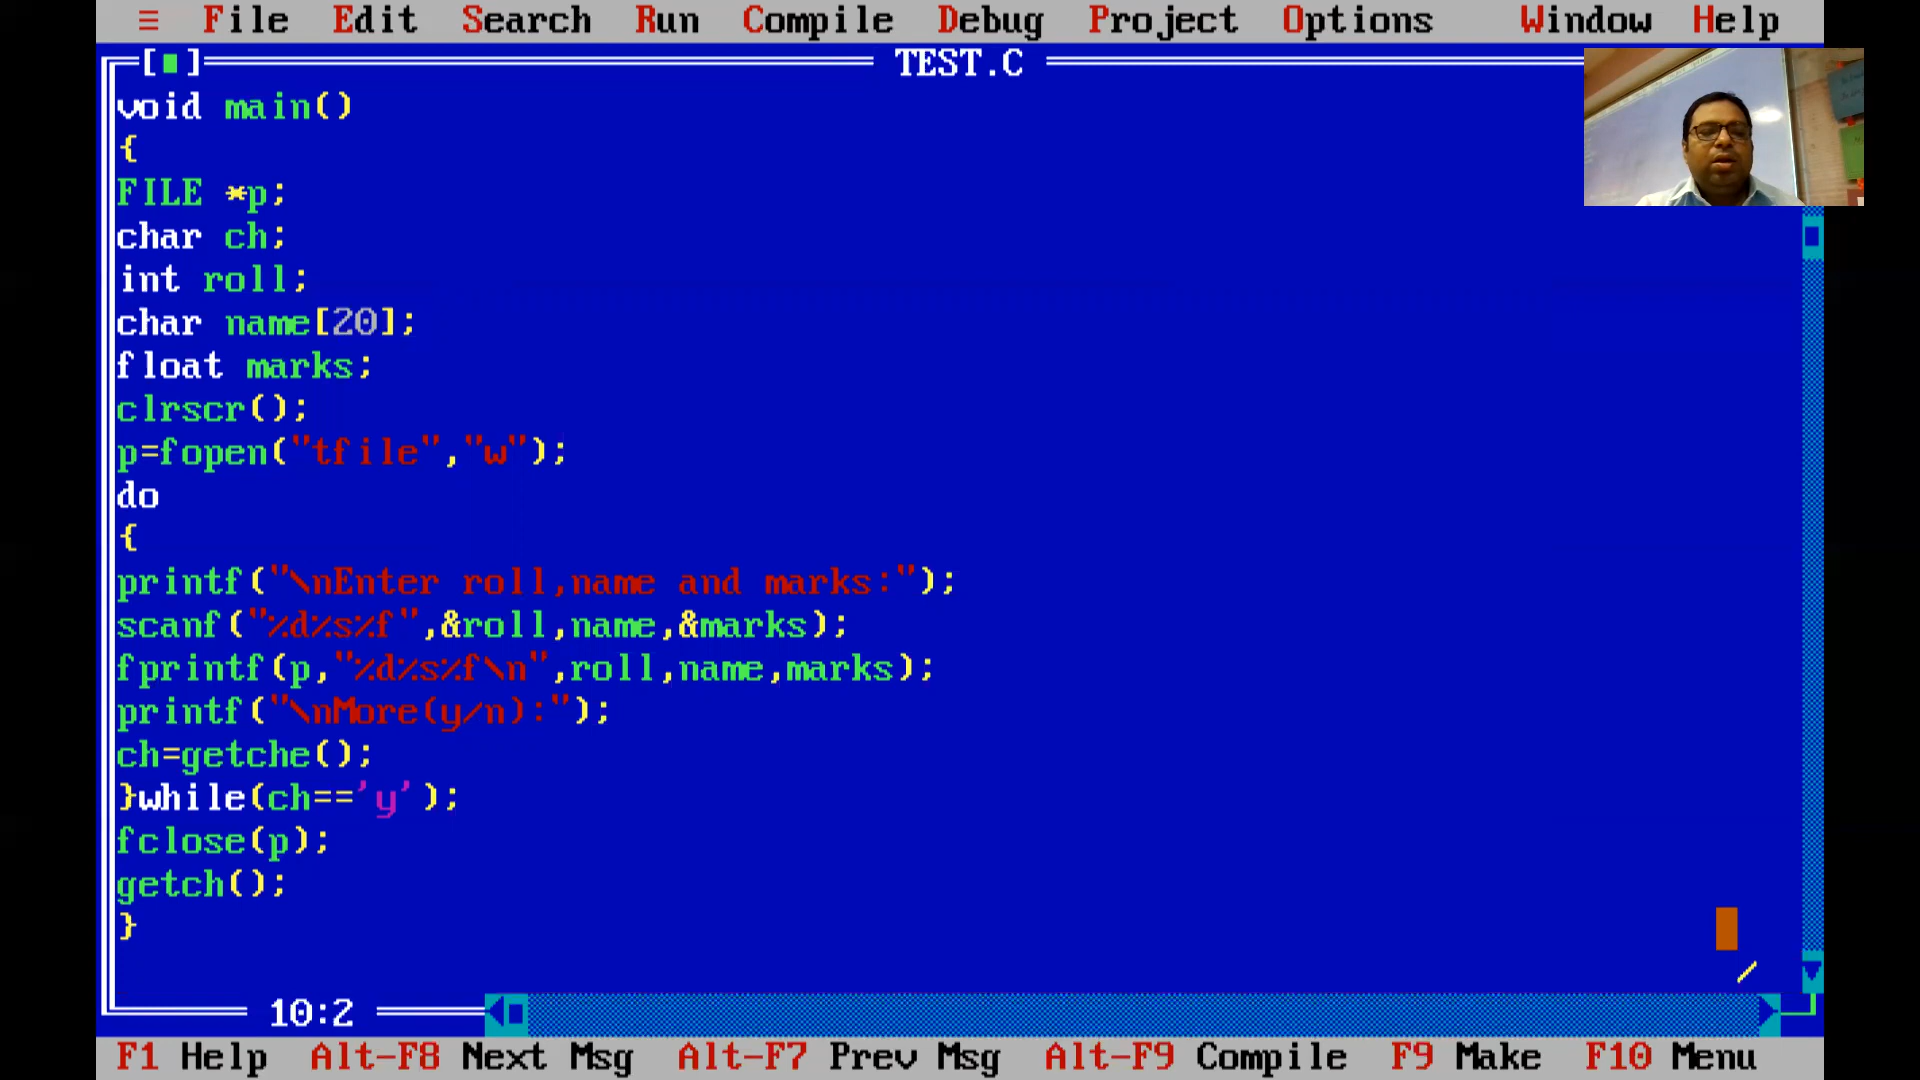 ≡ File Edit Search Run Compile Debug Project Options Window Help
[■] TEST.C
void main()
{
FILE *p;
char ch;
int roll;
char name[20];
float marks;
clrscr();
p=fopen("tfile","w");
do
{
printf("\nEnter roll,name and marks:");
scanf("%d%s%f",&roll,name,&marks);
fprintf(p,"%d%s%f\n",roll,name,marks);
printf("\nMore(y/n):");
ch=getche();
}while(ch=='y');
fclose(p);
getch();
}
10:2
F1 Help Alt-F8 Next Msg Alt-F7 Prev Msg Alt-F9 Compile F9 Make F10 Menu